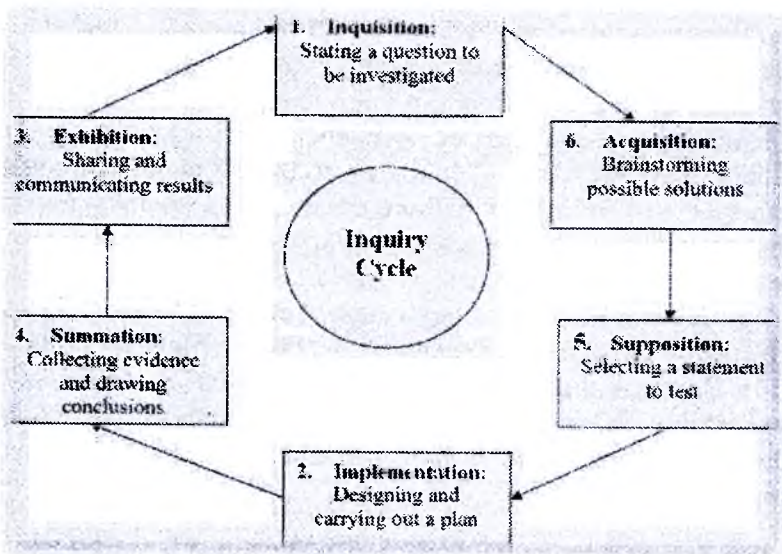 1. Inquisition:
Stating a question to
be investigated
6. Acquisition:
Brainstorming
possible solutions
5. Supposition:
Selecting a statement
to test
2. Implementation:
Designing and
carrying out a plan
4. Summation:
Collecting evidence
and drawing
conclusions
3. Exhibition:
Sharing and
communicating results
Inquiry
Cycle